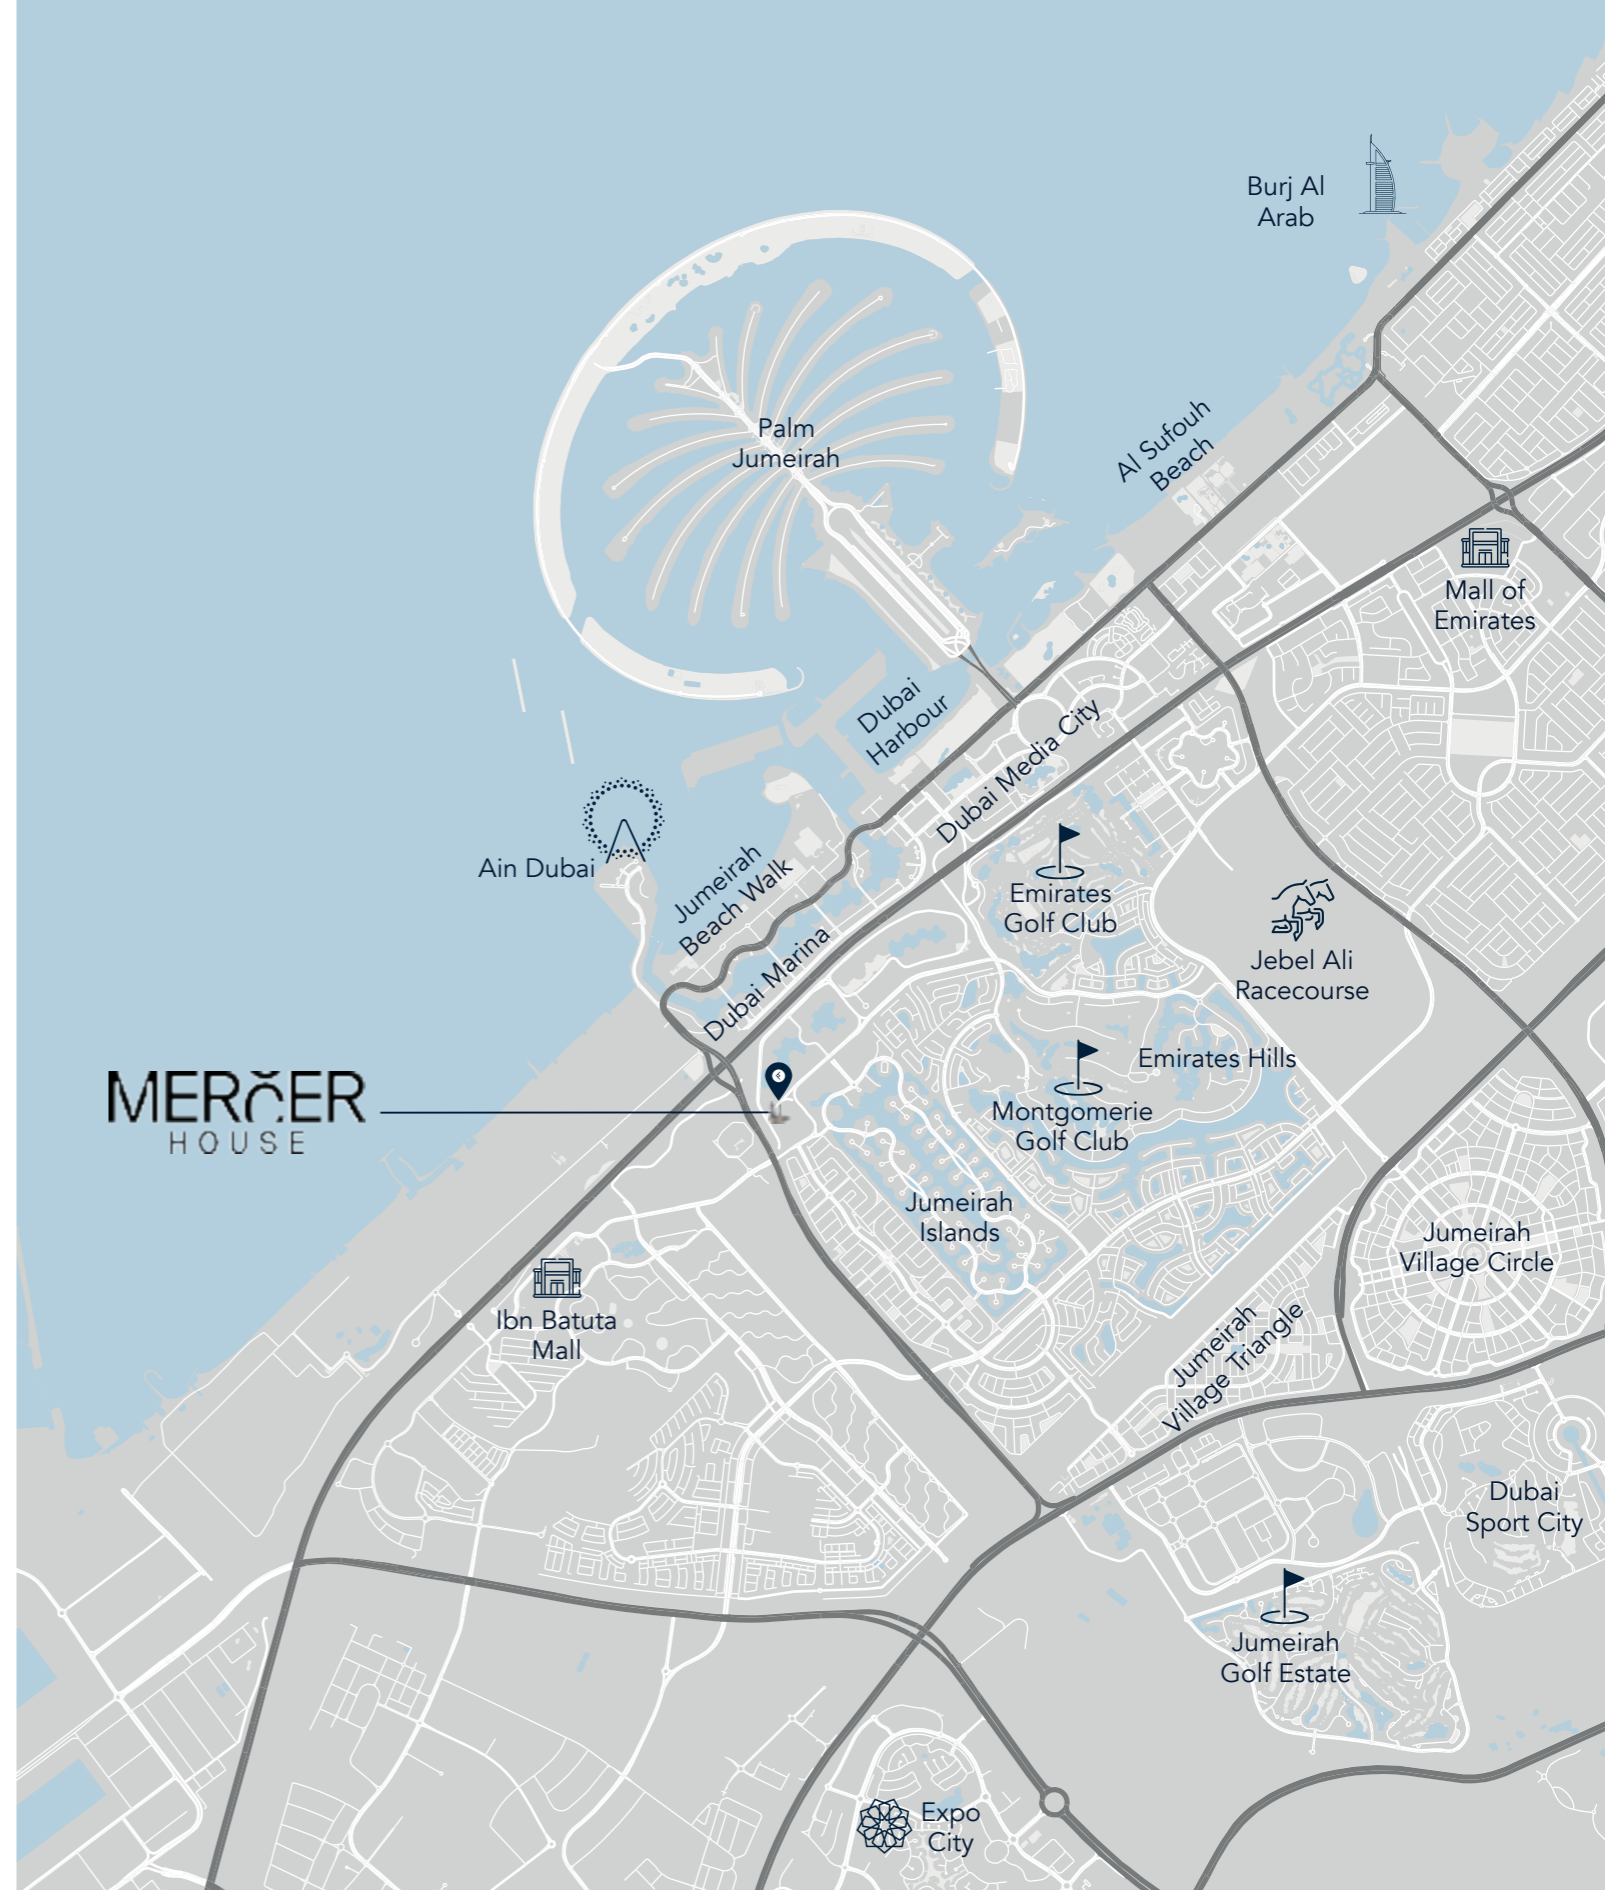 Burj Al
Arab
Palm
Jumeirah
Al Sufouh
Beach
Mall of
Emirates
Dubai
Harbour
Dubai Media City
Ain Dubai
Jumeirah
Beach Walk
Emirates
Golf Club
Jebel Ali
Racecourse
Dubai Marina
Emirates Hills
MERCER
HOUSE
Montgomerie
Golf Club
Jumeirah
Islands
Jumeirah
Village Circle
Ibn Batuta
Mall
Jumeirah
Village Triangle
Dubai
Sport City
Jumeirah
Golf Estate
Expo
City